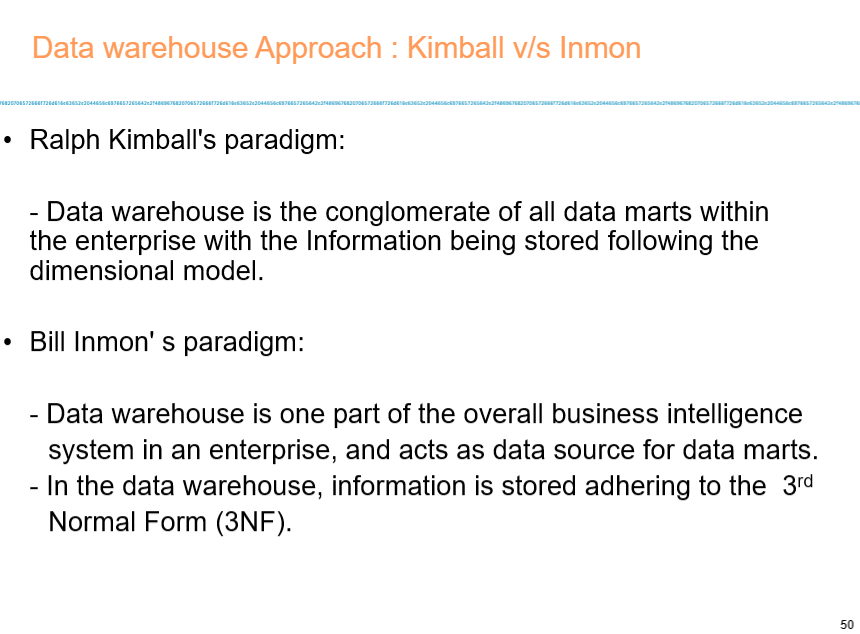 Data warehouse Approach : Kimball v/s Inmon
• Ralph Kimball's paradigm:
- Data warehouse is the conglomerate of all data marts within
the enterprise with the Information being stored following the
dimensional model.
• Bill Inmon' s paradigm:
- Data warehouse is one part of the overall business intelligence
system in an enterprise, and acts as data source for data marts.
- In the data warehouse, information is stored adhering to the 3rd
Normal Form (3NF).
50